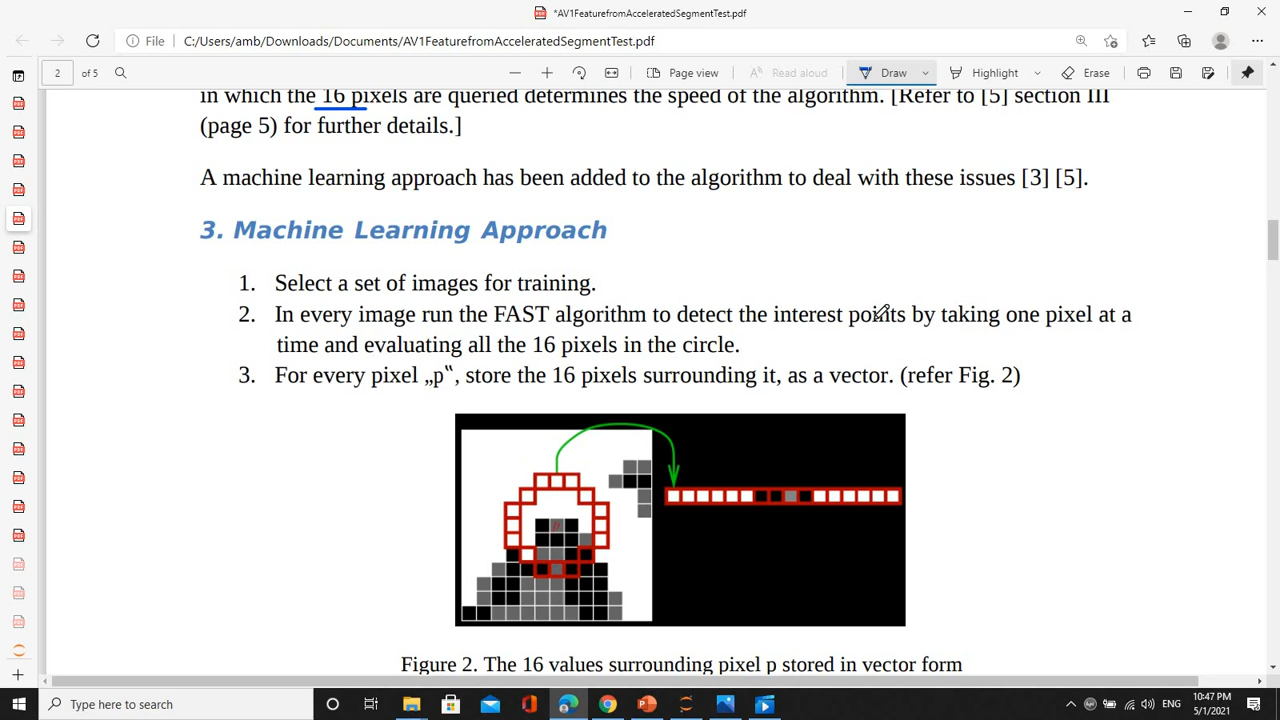 *AV1FeaturefromAcceleratedSegmentTest.pdf
File C:/Users/amb/Downloads/Documents/AV1FeaturefromAcceleratedSegmentTest.pdf
2 of 5 Page view Read aloud Draw Highlight Erase
in which the 16 pixels are queried determines the speed of the algorithm. [Refer to [5] section III
(page 5) for further details.]
A machine learning approach has been added to the algorithm to deal with these issues [3] [5].
3. Machine Learning Approach
1. Select a set of images for training.
2. In every image run the FAST algorithm to detect the interest points by taking one pixel at a
time and evaluating all the 16 pixels in the circle.
3. For every pixel „p‟, store the 16 pixels surrounding it, as a vector. (refer Fig. 2)
p
Figure 2. The 16 values surrounding pixel p stored in vector form
Type here to search
ENG
10:47 PM
5/1/2021